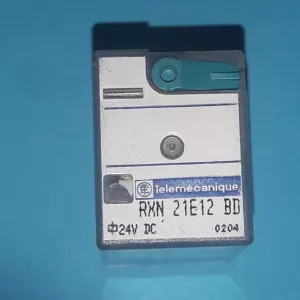 Telemecanique
RXN 21E12 BD
24V DC 0204